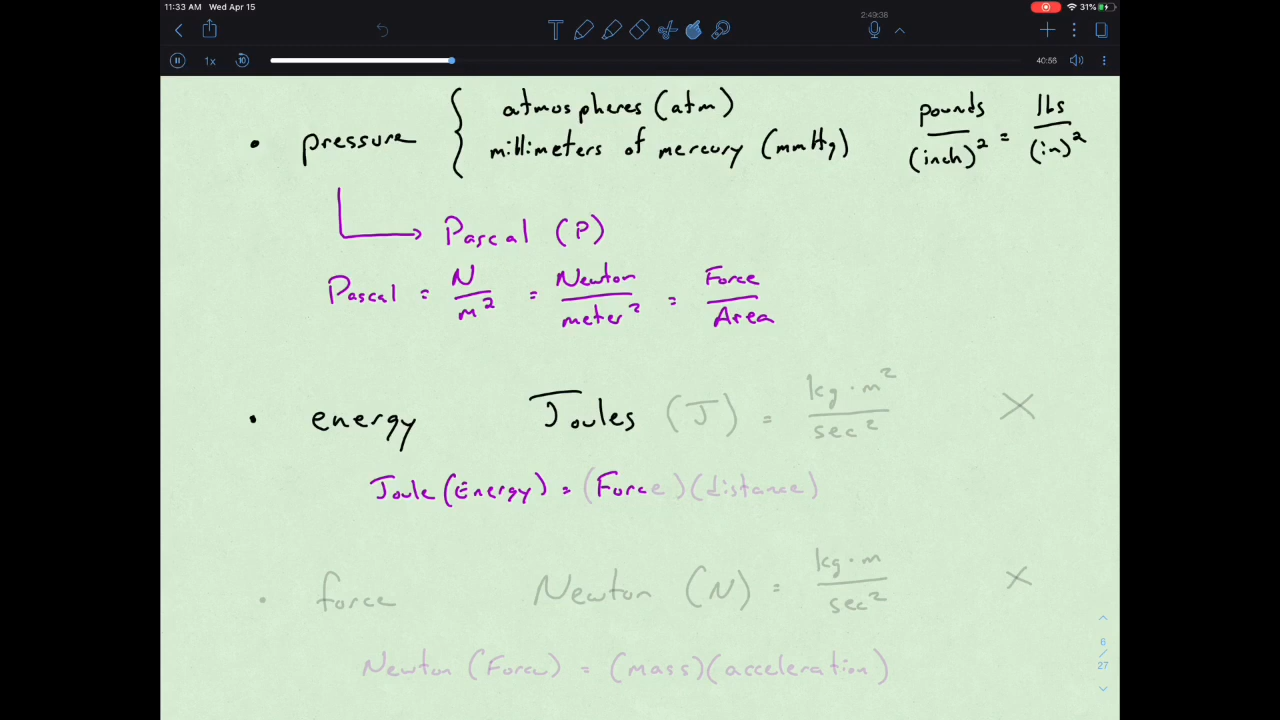 11:33 AM Wed Apr 15
31%
2:49:38
T
1x
10
40:56
• pressure { atmospheres (atm)
millimeters of mercury (mmHg)
pounds / (inch)² = lbs / (in)²
Pascal (P)
Pascal = N / m² = Newton / meter² = Force / Area
• energy Joules (J) = kg · m² / sec² X
Joule (Energy) = (Force)(distance)
• force Newton (N) = kg · m / sec² X
Newton (Force) = (mass)(acceleration)
6
/
27